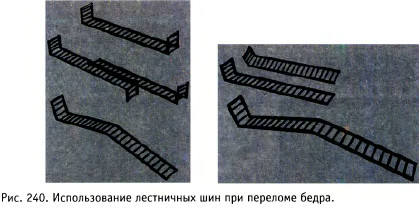 Рис. 240. Использование лестничных шин при переломе бедра.